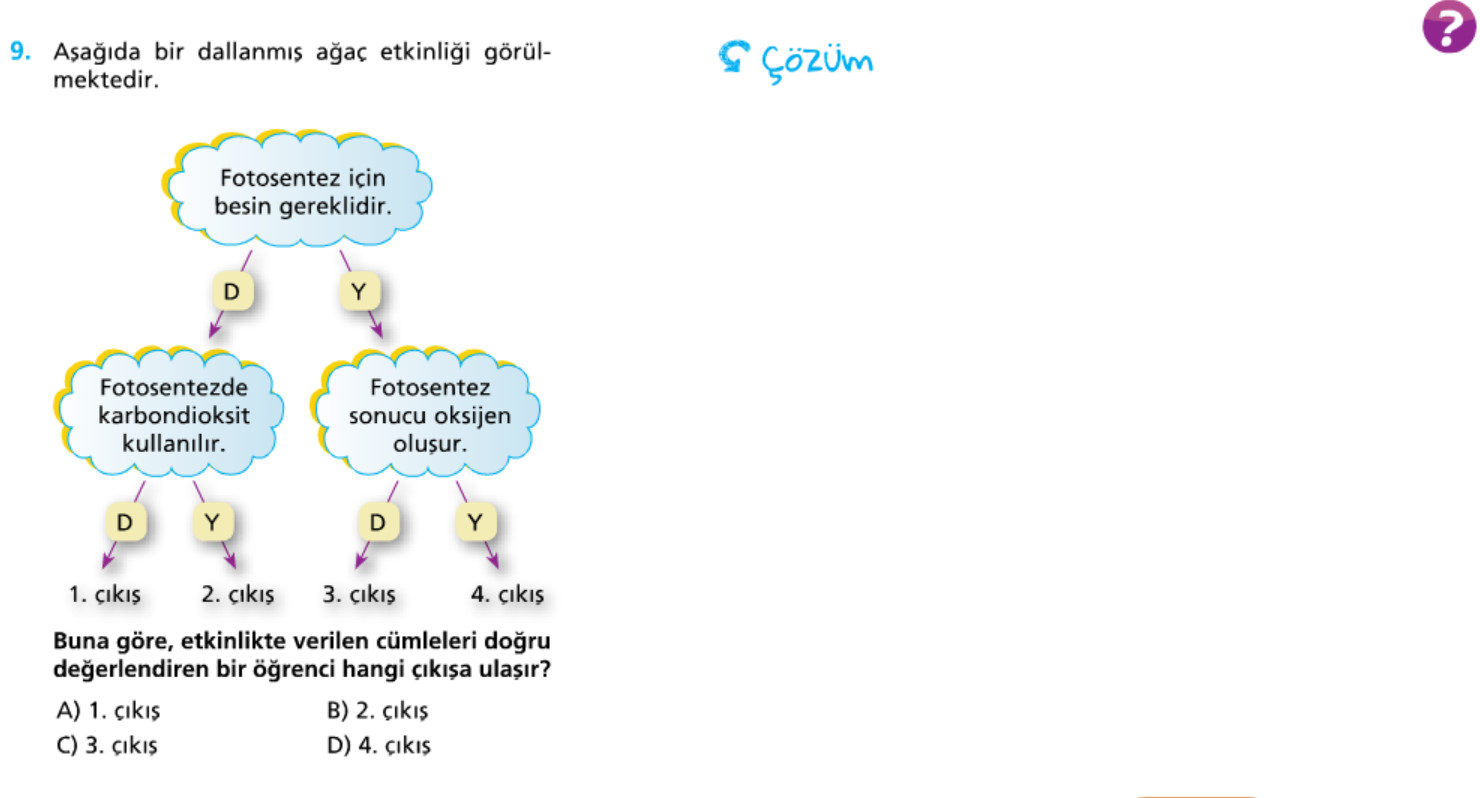 9. Aşağıda bir dallanmış ağaç etkinliği görül-
mektedir.
Fotosentez için
besin gereklidir.
D
Y
Fotosentezde
karbondioksit
kullanılır.
Fotosentez
sonucu oksijen
oluşur.
D
Y
D
Y
1. çıkış
2. çıkış
3. çıkış
4. çıkış
Buna göre, etkinlikte verilen cümleleri doğru
değerlendiren bir öğrenci hangi çıkışa ulaşır?
A) 1. çıkış
B) 2. çıkış
C) 3. çıkış
D) 4. çıkış
Çözüm
?